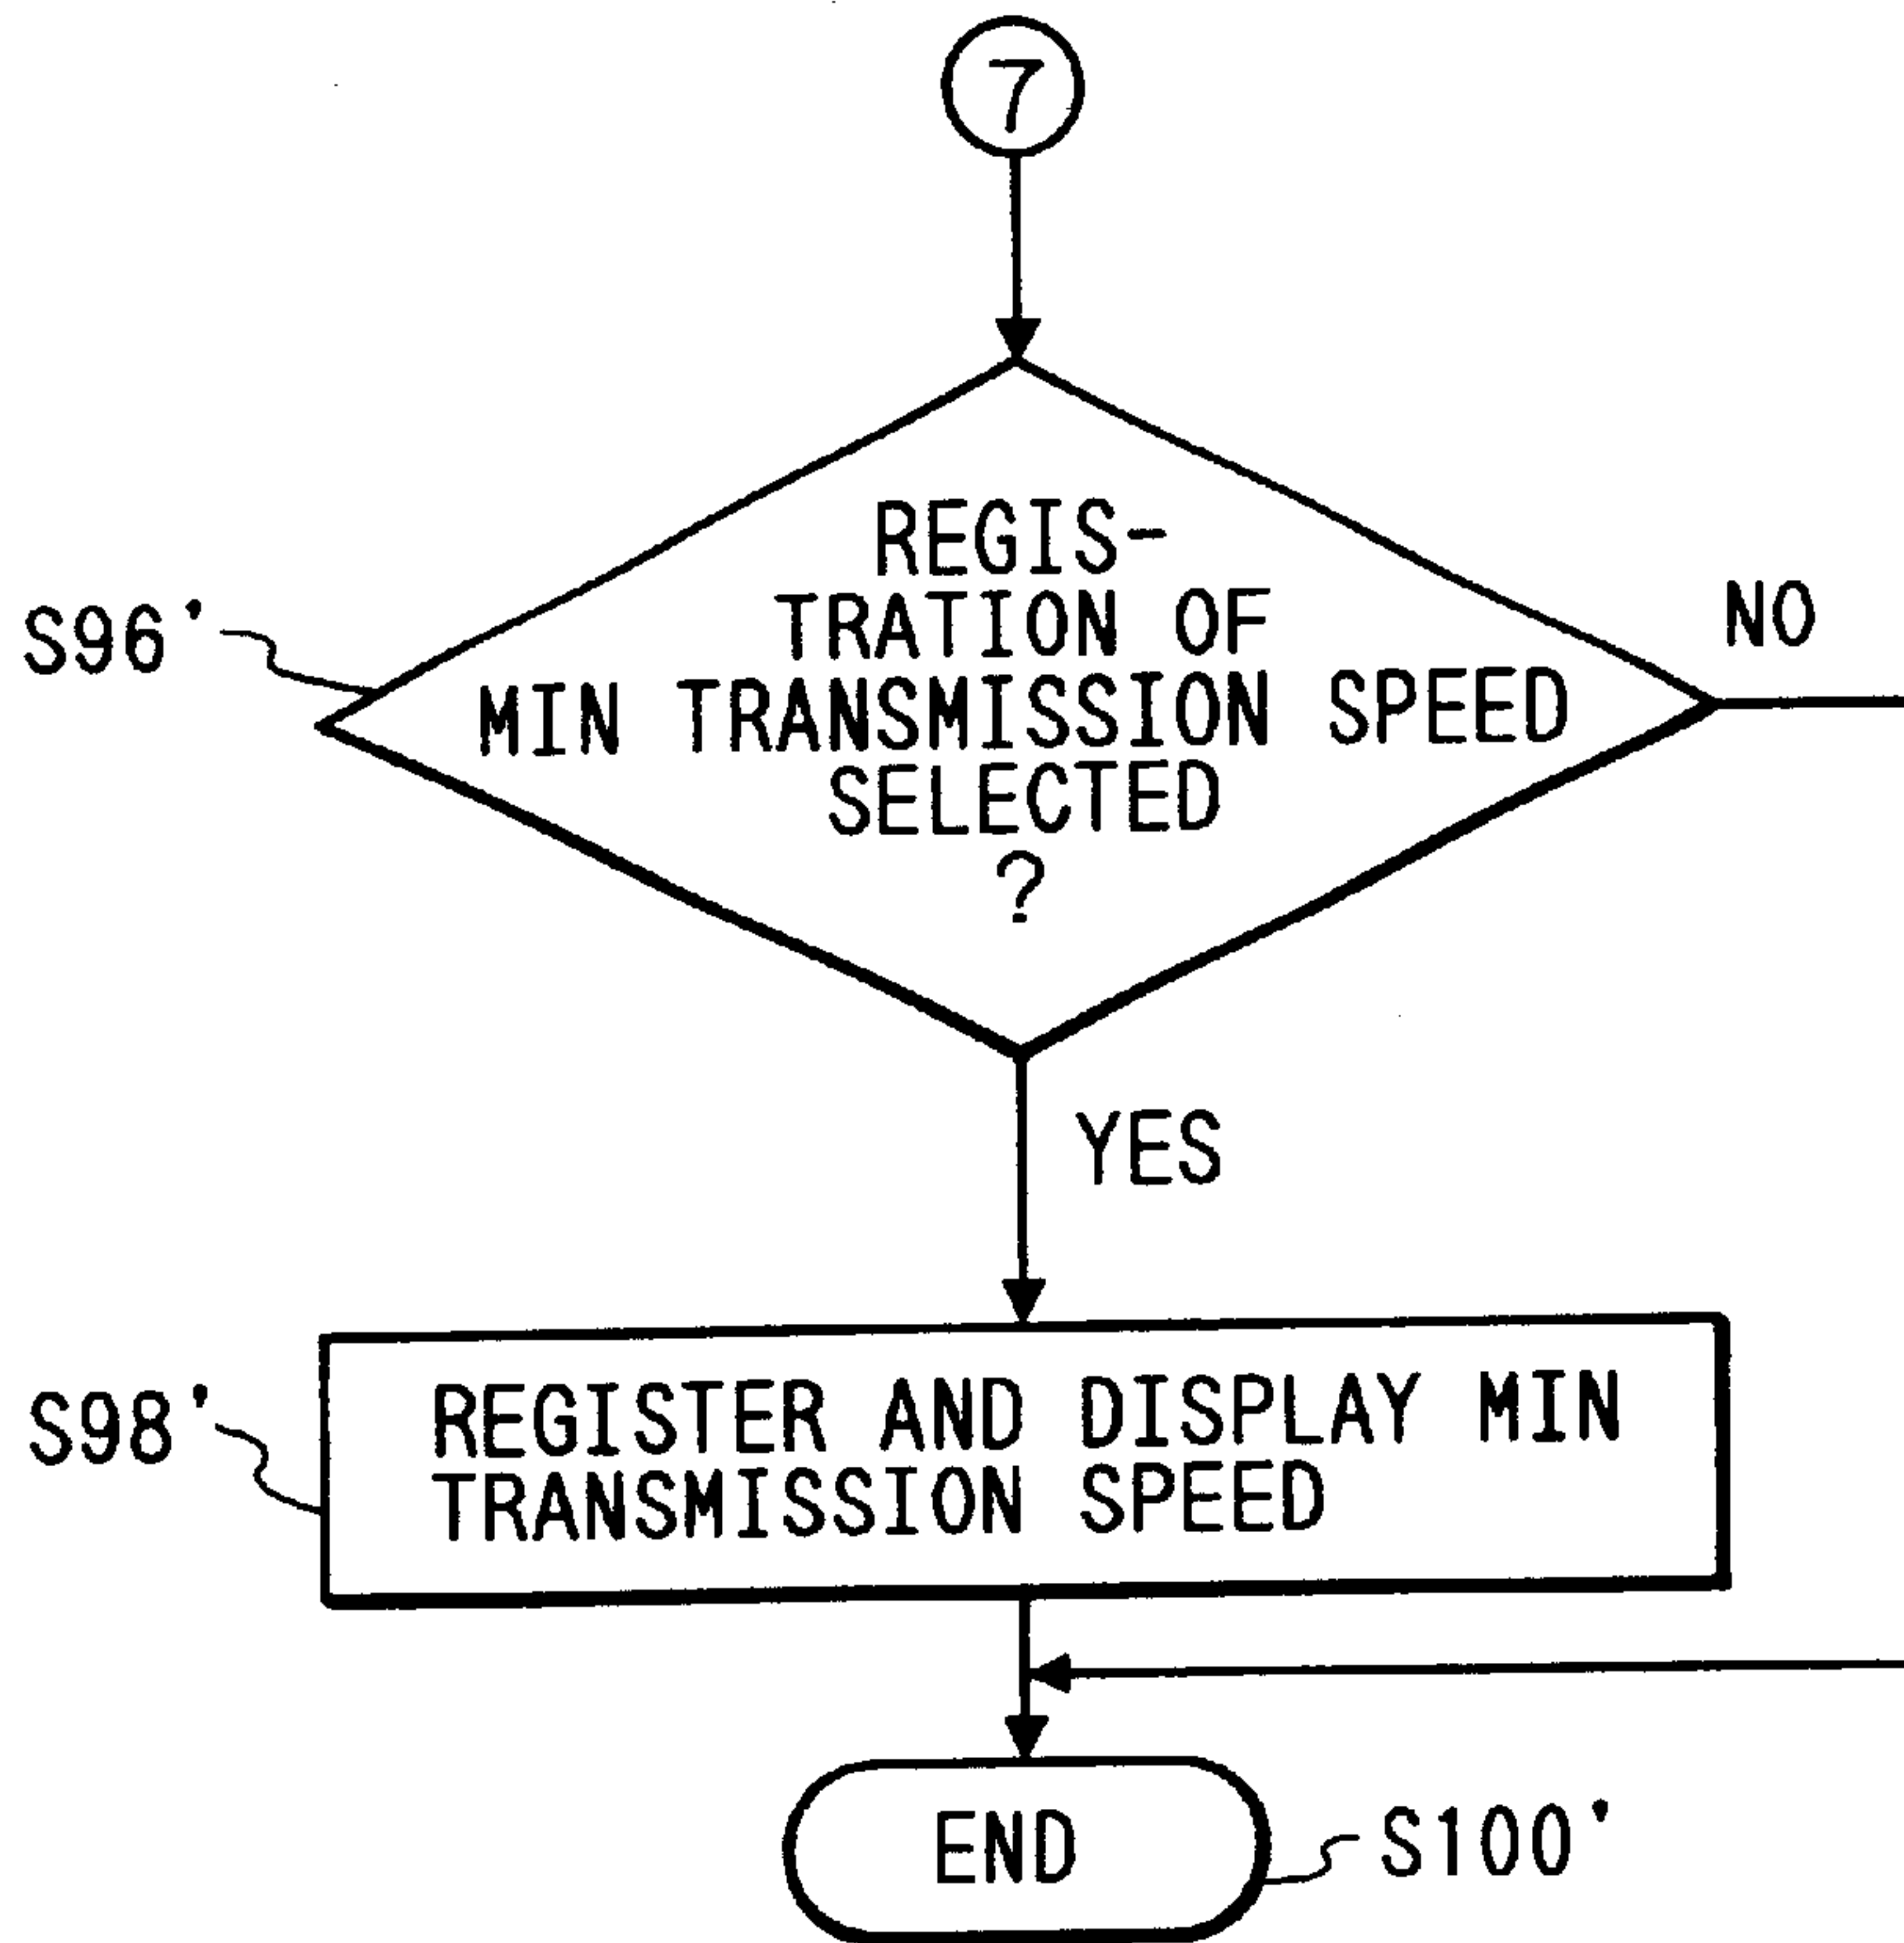 7
REGIS-
TRATION OF
MIN TRANSMISSION SPEED
SELECTED
?
S96'
NO
YES
REGISTER AND DISPLAY MIN
TRANSMISSION SPEED
S98'
END
S100'